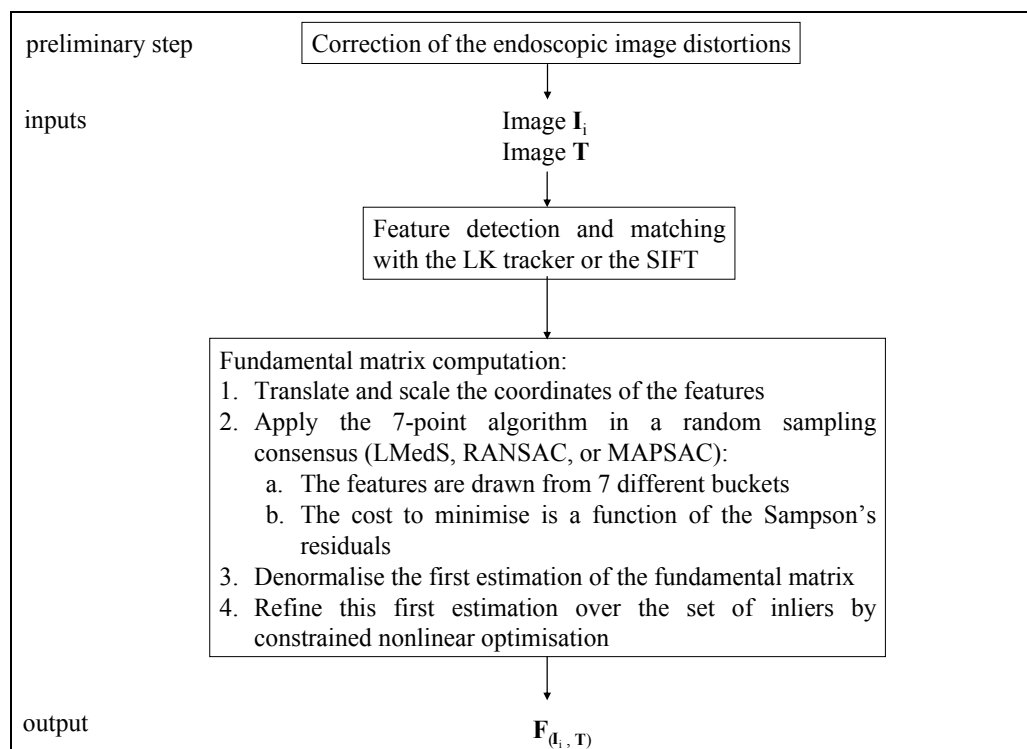 preliminary step
Correction of the endoscopic image distortions
inputs
Image Ii
Image T
Feature detection and matching
with the LK tracker or the SIFT
Fundamental matrix computation:
1. Translate and scale the coordinates of the features
2. Apply the 7-point algorithm in a random sampling
consensus (LMedS, RANSAC, or MAPSAC):
a. The features are drawn from 7 different buckets
b. The cost to minimise is a function of the Sampson's
residuals
3. Denormalise the first estimation of the fundamental matrix
4. Refine this first estimation over the set of inliers by
constrained nonlinear optimisation
output
F(Ii , T)